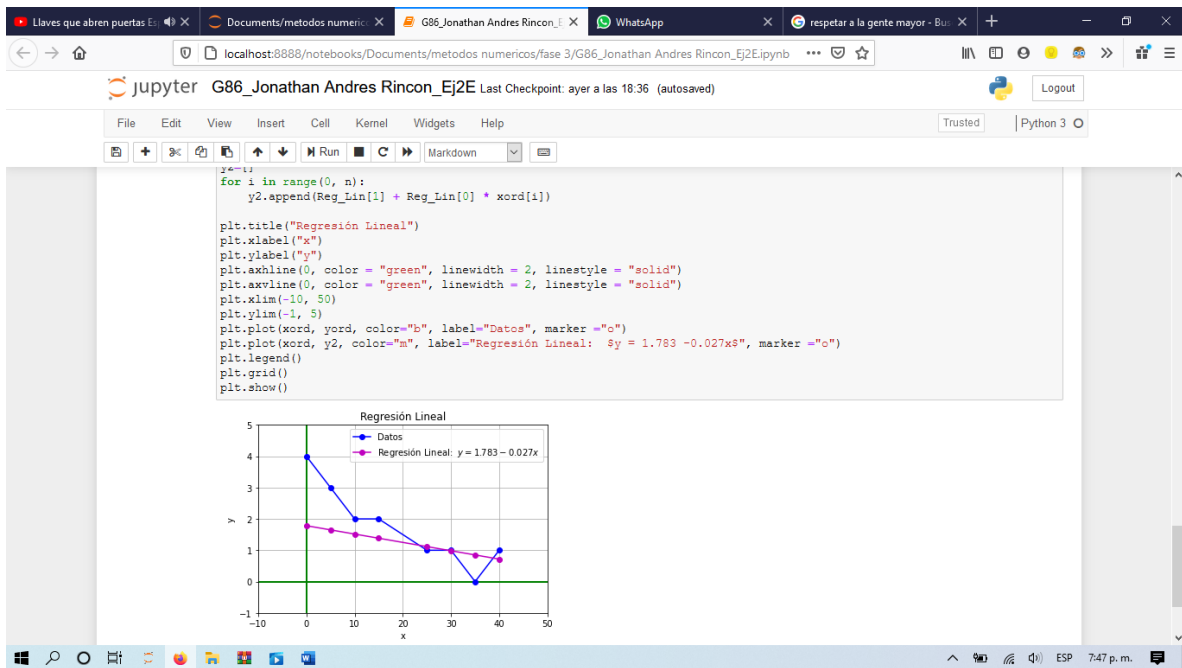 Llaves que abren puertas Es
Documents/metodos numeric
G86_Jonathan Andres Rincon_E
WhatsApp
respetar a la gente mayor - Bus
localhost:8888/notebooks/Documents/metodos numericos/fase 3/G86_Jonathan Andres Rincon_Ej2E.ipynb
jupyter G86_Jonathan Andres Rincon_Ej2E Last Checkpoint: ayer a las 18:36 (autosaved)
Logout
File Edit View Insert Cell Kernel Widgets Help
Trusted
Python 3
Run
Markdown
y2=[]
for i in range(0, n):
    y2.append(Reg_Lin[1] + Reg_Lin[0] * xord[i])
plt.title("Regresión Lineal")
plt.xlabel("x")
plt.ylabel("y")
plt.axhline(0, color = "green", linewidth = 2, linestyle = "solid")
plt.axvline(0, color = "green", linewidth = 2, linestyle = "solid")
plt.xlim(-10, 50)
plt.ylim(-1, 5)
plt.plot(xord, yord, color="b", label="Datos", marker ="o")
plt.plot(xord, y2, color="m", label="Regresión Lineal:  $y = 1.783 -0.027x$", marker ="o")
plt.legend()
plt.grid()
plt.show()
Regresión Lineal
Datos
Regresión Lineal: y = 1.783 − 0.027x
5
4
3
2
1
0
−1
y
−10 0 10 20 30 40 50
x
ESP 7:47 p. m.